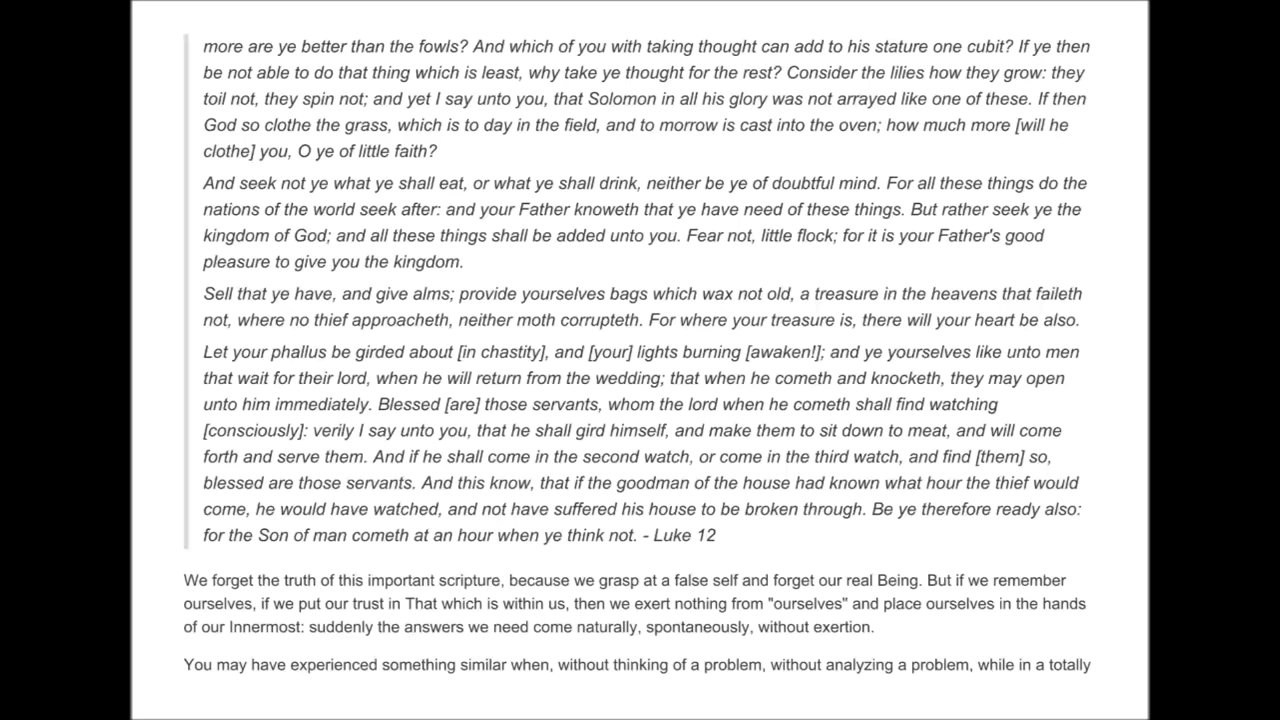 more are ye better than the fowls? And which of you with taking thought can add to his stature one cubit? If ye then
be not able to do that thing which is least, why take ye thought for the rest? Consider the lilies how they grow: they
toil not, they spin not; and yet I say unto you, that Solomon in all his glory was not arrayed like one of these. If then
God so clothe the grass, which is to day in the field, and to morrow is cast into the oven; how much more [will he
clothe] you, O ye of little faith?
And seek not ye what ye shall eat, or what ye shall drink, neither be ye of doubtful mind. For all these things do the
nations of the world seek after: and your Father knoweth that ye have need of these things. But rather seek ye the
kingdom of God; and all these things shall be added unto you. Fear not, little flock; for it is your Father's good
pleasure to give you the kingdom.
Sell that ye have, and give alms; provide yourselves bags which wax not old, a treasure in the heavens that faileth
not, where no thief approacheth, neither moth corrupteth. For where your treasure is, there will your heart be also.
Let your phallus be girded about [in chastity], and [your] lights burning [awaken!]; and ye yourselves like unto men
that wait for their lord, when he will return from the wedding; that when he cometh and knocketh, they may open
unto him immediately. Blessed [are] those servants, whom the lord when he cometh shall find watching
[consciously]: verily I say unto you, that he shall gird himself, and make them to sit down to meat, and will come
forth and serve them. And if he shall come in the second watch, or come in the third watch, and find [them] so,
blessed are those servants. And this know, that if the goodman of the house had known what hour the thief would
come, he would have watched, and not have suffered his house to be broken through. Be ye therefore ready also:
for the Son of man cometh at an hour when ye think not. - Luke 12
We forget the truth of this important scripture, because we grasp at a false self and forget our real Being. But if we remember
ourselves, if we put our trust in That which is within us, then we exert nothing from "ourselves" and place ourselves in the hands
of our Innermost: suddenly the answers we need come naturally, spontaneously, without exertion.
You may have experienced something similar when, without thinking of a problem, without analyzing a problem, while in a totally